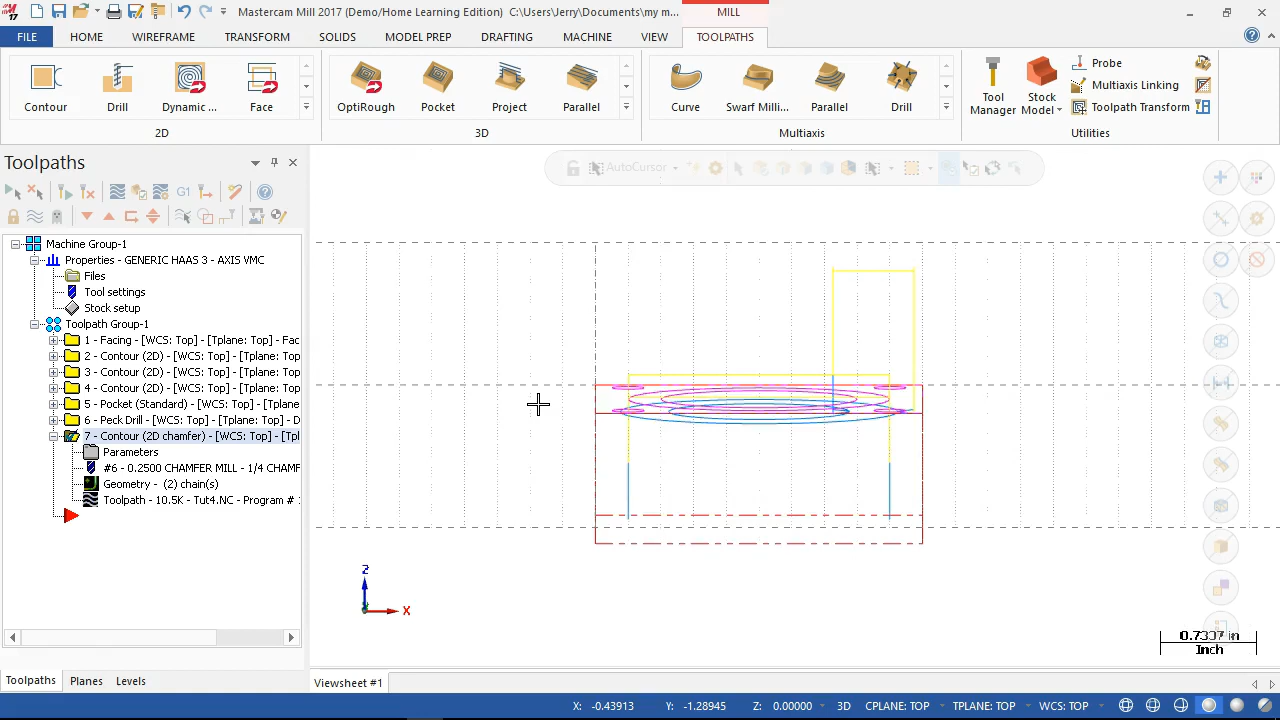 Mastercam Mill 2017 (Demo/Home Learning Edition) C:\Users\Jerry\Documents\my m... MILL
FILE HOME WIREFRAME TRANSFORM SOLIDS MODEL PREP DRAFTING MACHINE VIEW TOOLPATHS
Contour Drill Dynamic ... Face OptiRough Pocket Project Parallel Curve Swarf Milli... Parallel Drill Tool Manager Stock Model Probe
Multiaxis Linking
Toolpath Transform
2D 3D Multiaxis Utilities
Toolpaths
AutoCursor
G1
Machine Group-1
Properties - GENERIC HAAS 3 - AXIS VMC
Files
Tool settings
Stock setup
Toolpath Group-1
1 - Facing - [WCS: Top] - [Tplane: Top] - Fac
2 - Contour (2D) - [WCS: Top] - [Tplane: Top
3 - Contour (2D) - [WCS: Top] - [Tplane: Top
4 - Contour (2D) - [WCS: Top] - [Tplane: Top
5 - Pocket (Standard) - [WCS: Top] - [Tplane
6 - Drill - [WCS: Top] - [Tplane: Top
7 - Contour (2D chamfer) - [WCS: Top] - [Tpl
Parameters
#6 - 0.2500 CHAMFER MILL - 1/4 CHAMF
Geometry - (2) chain(s)
Toolpath - 10.5K - Tut4.NC - Program #
Z
X
0.7337 in
Inch
Toolpaths Planes Levels
Viewsheet #1
X: -0.43913 Y: -1.28945 Z: 0.00000 3D CPLANE: TOP TPLANE: TOP WCS: TOP